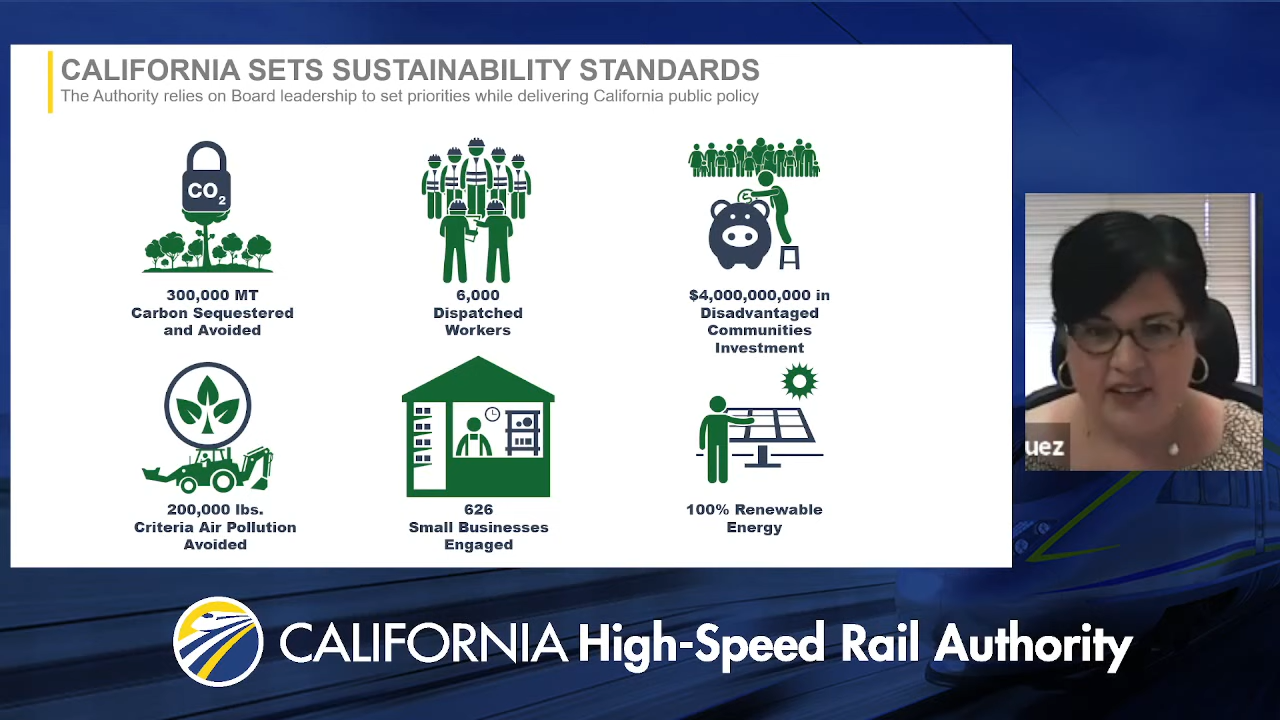 CALIFORNIA SETS SUSTAINABILITY STANDARDS
The Authority relies on Board leadership to set priorities while delivering California public policy
CO2
300,000 MT
Carbon Sequestered
and Avoided
6,000
Dispatched
Workers
$4,000,000,000 in
Disadvantaged
Communities
Investment
200,000 lbs.
Criteria Air Pollution
Avoided
626
Small Businesses
Engaged
100% Renewable
Energy
uez
CALIFORNIA High-Speed Rail Authority